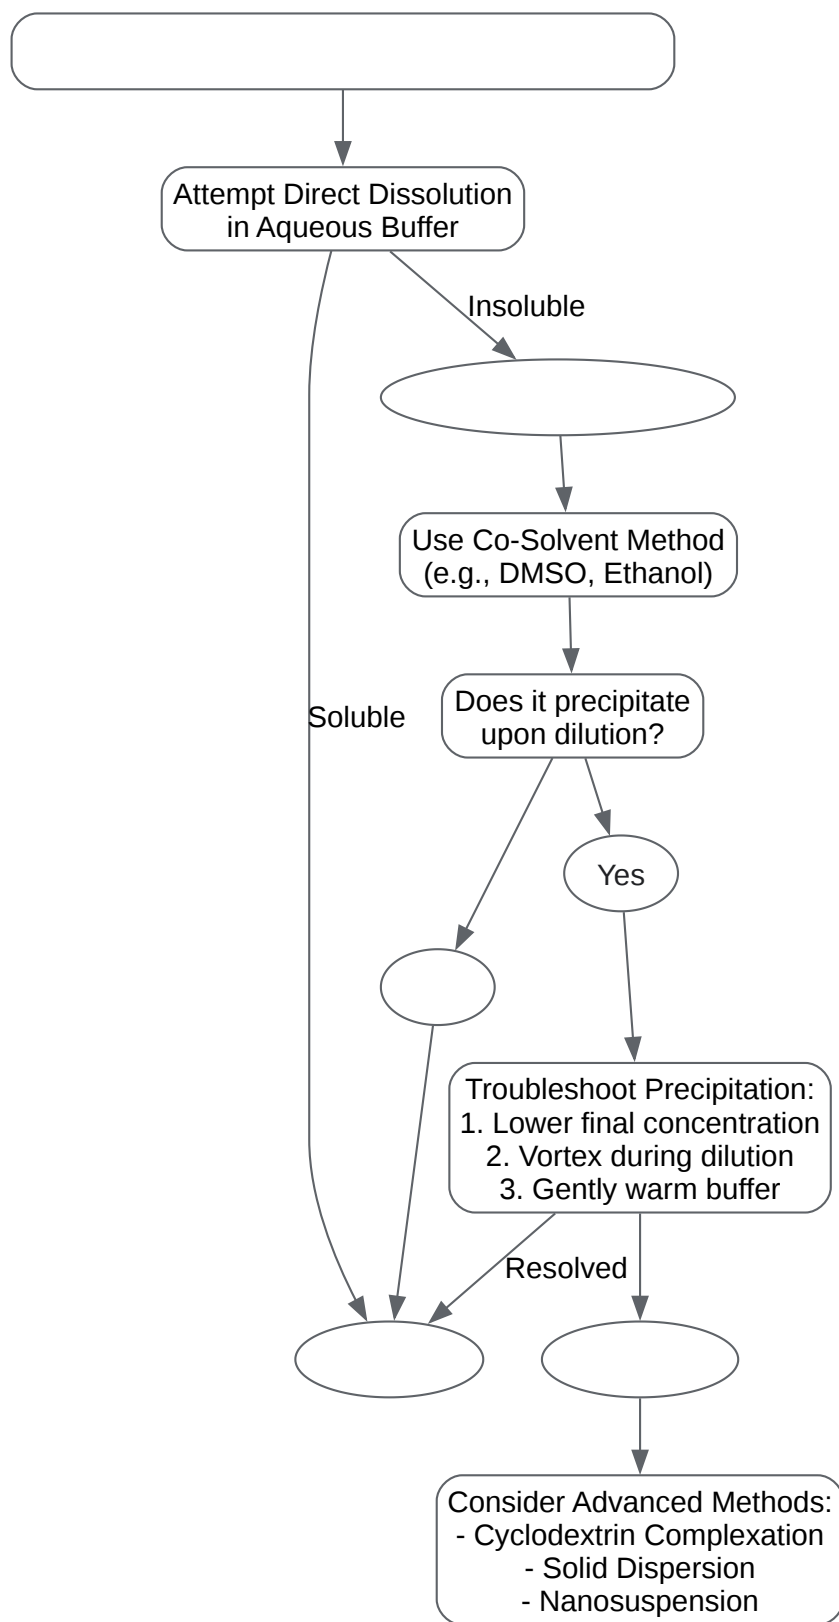 Attempt Direct Dissolution
in Aqueous Buffer
Insoluble
Use Co-Solvent Method
(e.g., DMSO, Ethanol)
Soluble
Does it precipitate
upon dilution?
Yes
Troubleshoot Precipitation:
1. Lower final concentration
2. Vortex during dilution
3. Gently warm buffer
Resolved
Consider Advanced Methods:
- Cyclodextrin Complexation
- Solid Dispersion
- Nanosuspension